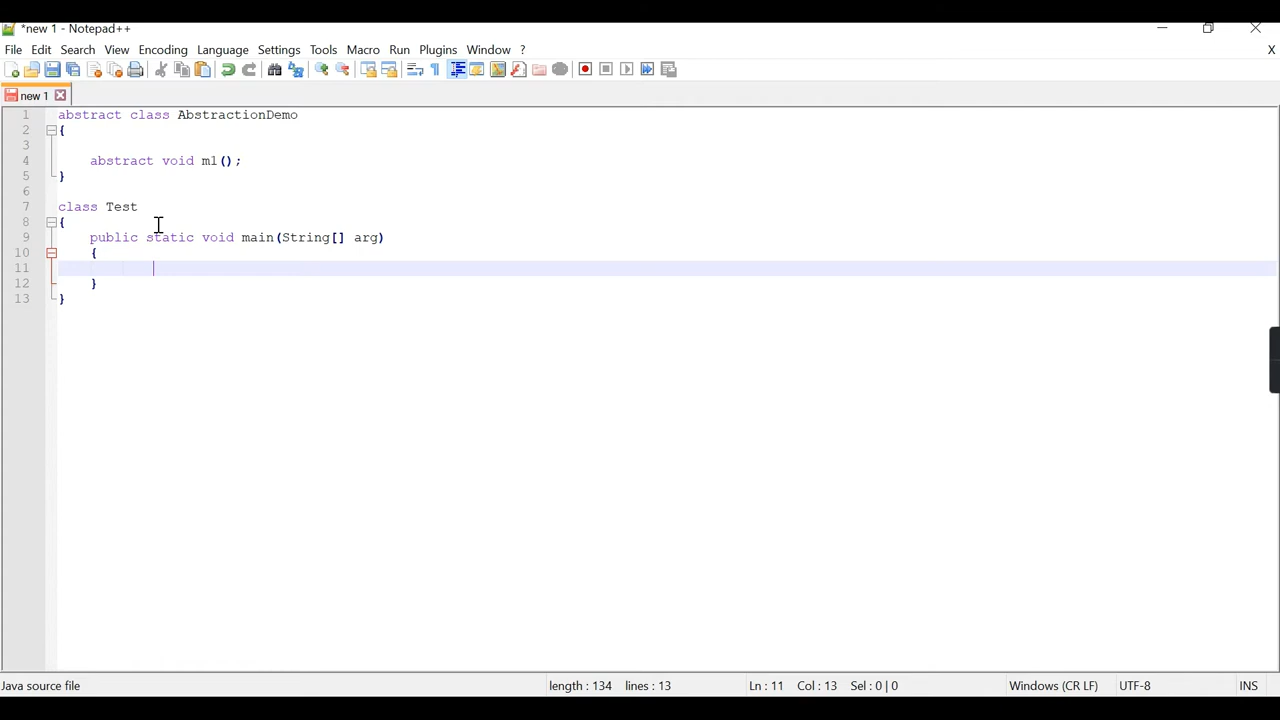 *new 1 - Notepad++
File Edit Search View Encoding Language Settings Tools Macro Run Plugins Window ? X
new 1
1 abstract class AbstractionDemo
2 {
3
4 abstract void m1();
5 }
6
7 class Test
8 {
9 public static void main(String[] arg)
10 {
11
12 }
13 }
Java source file length : 134 lines : 13 Ln : 11 Col : 13 Sel : 0 | 0 Windows (CR LF) UTF-8 INS